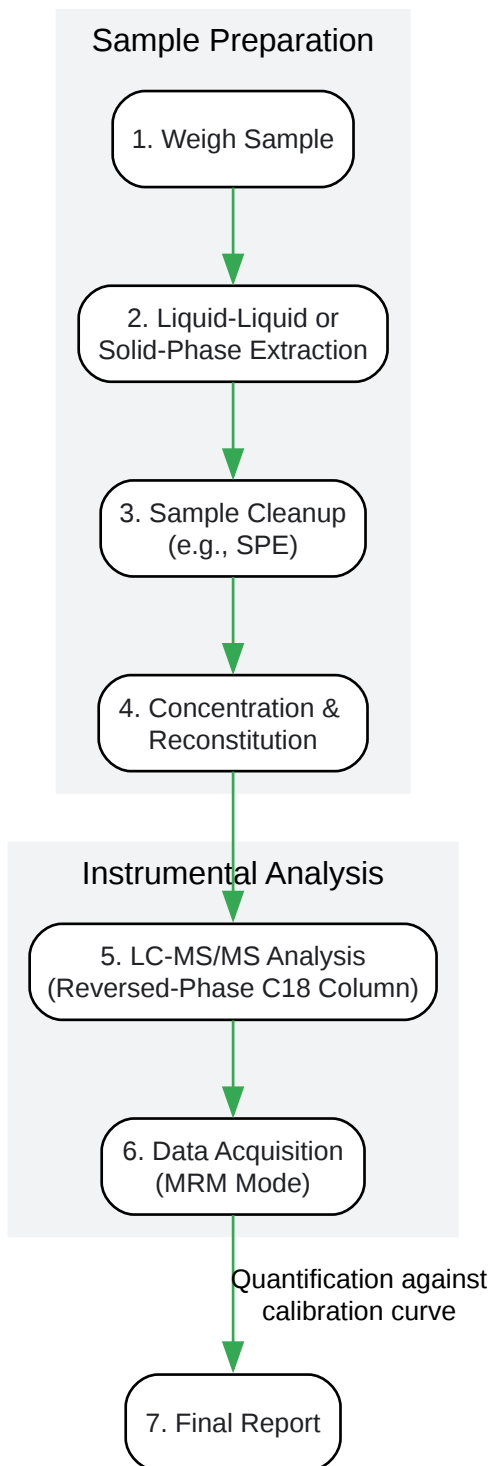 Sample Preparation
1. Weigh Sample
2. Liquid-Liquid or
Solid-Phase Extraction
3. Sample Cleanup
(e.g., SPE)
4. Concentration &
Reconstitution
Instrumental Analysis
5. LC-MS/MS Analysis
(Reversed-Phase C18 Column)
6. Data Acquisition
(MRM Mode)
Quantification against
calibration curve
7. Final Report